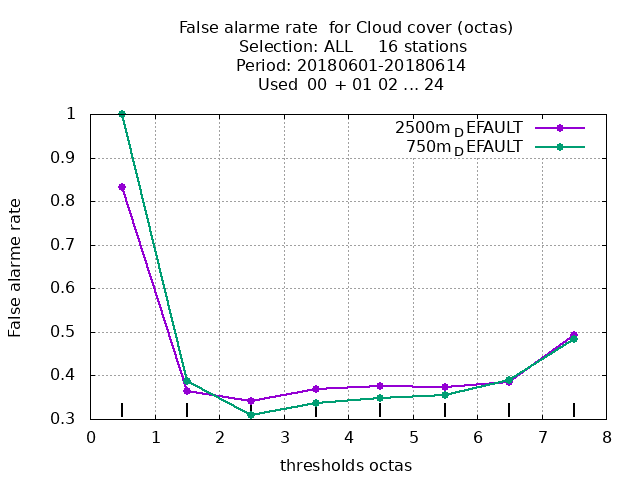 False alarme rate  for Cloud cover (octas)
Selection: ALL     16 stations
Period: 20180601-20180614
Used  00  + 01 02 ... 24
1
0.9
0.8
0.7
0.6
0.5
0.4
0.3
False alarme rate
2500m_DEFAULT
750m_DEFAULT
0 1 2 3 4 5 6 7 8
thresholds octas